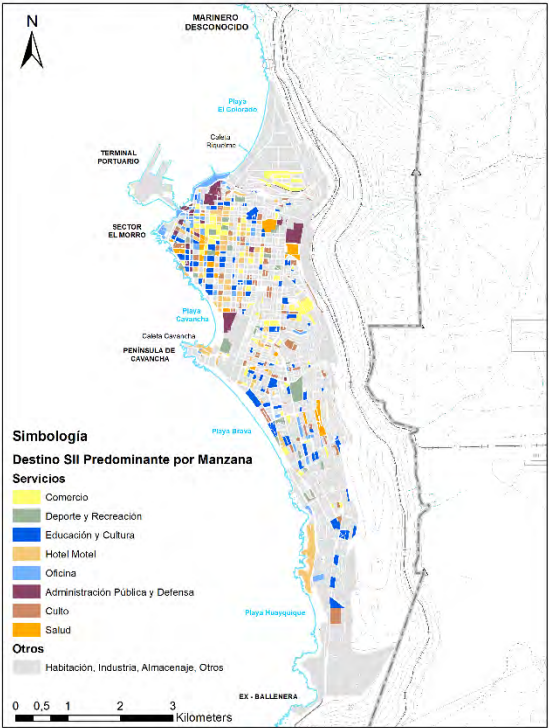 MARINERO
DESCONOCIDO
N
Playa
El Colorado
Caleta
Riquelme
TERMINAL
PORTUARIO
SECTOR
EL MORRO
Playa
Cavancha
Caleta Cavancha
PENÍNSULA DE
CAVANCHA
Playa Brava
Simbología
Destino SII Predominante por Manzana
Servicios
Comercio
Deporte y Recreación
Educación y Cultura
Hotel Motel
Oficina
Administración Pública y Defensa
Culto
Salud
Otros
Habitación, Industria, Almacenaje, Otros
Playa Huayquique
EX - BALLENERA
0 0,5 1 2 3
Kilometers